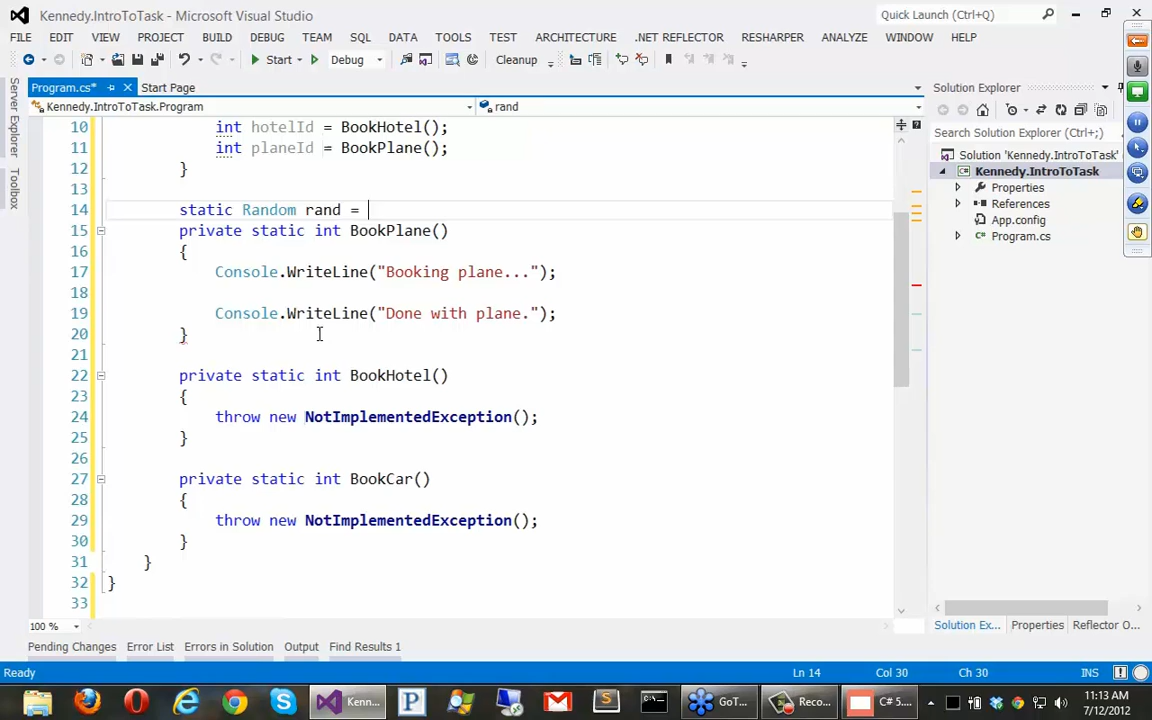 Kennedy.IntroToTask - Microsoft Visual Studio
Quick Launch (Ctrl+Q)
FILE EDIT VIEW PROJECT BUILD DEBUG TEAM SQL DATA TOOLS TEST ARCHITECTURE .NET REFLECTOR RESHARPER ANALYZE WINDOW HELP
Start Debug Cleanup
Server Explorer
Toolbox
Program.cs* Start Page
Kennedy.IntroToTask.Program rand
10 int hotelId = BookHotel();
11 int planeId = BookPlane();
12 }
13
14 static Random rand =
15 private static int BookPlane()
16 {
17 Console.WriteLine("Booking plane...");
18
19 Console.WriteLine("Done with plane.");
20 }
21
22 private static int BookHotel()
23 {
24 throw new NotImplementedException();
25 }
26
27 private static int BookCar()
28 {
29 throw new NotImplementedException();
30 }
31 }
32 }
33
100 %
Solution Explorer
Search Solution Explorer (Ctrl+;)
Solution 'Kennedy.IntroToTask'
Kennedy.IntroToTask
Properties
References
App.config
Program.cs
Solution Ex... Properties Reflector O...
Pending Changes Error List Errors in Solution Output Find Results 1
Ready Ln 14 Col 30 Ch 30 INS
Kenn... GoT... Reco... C# 5....
11:13 AM
7/12/2012